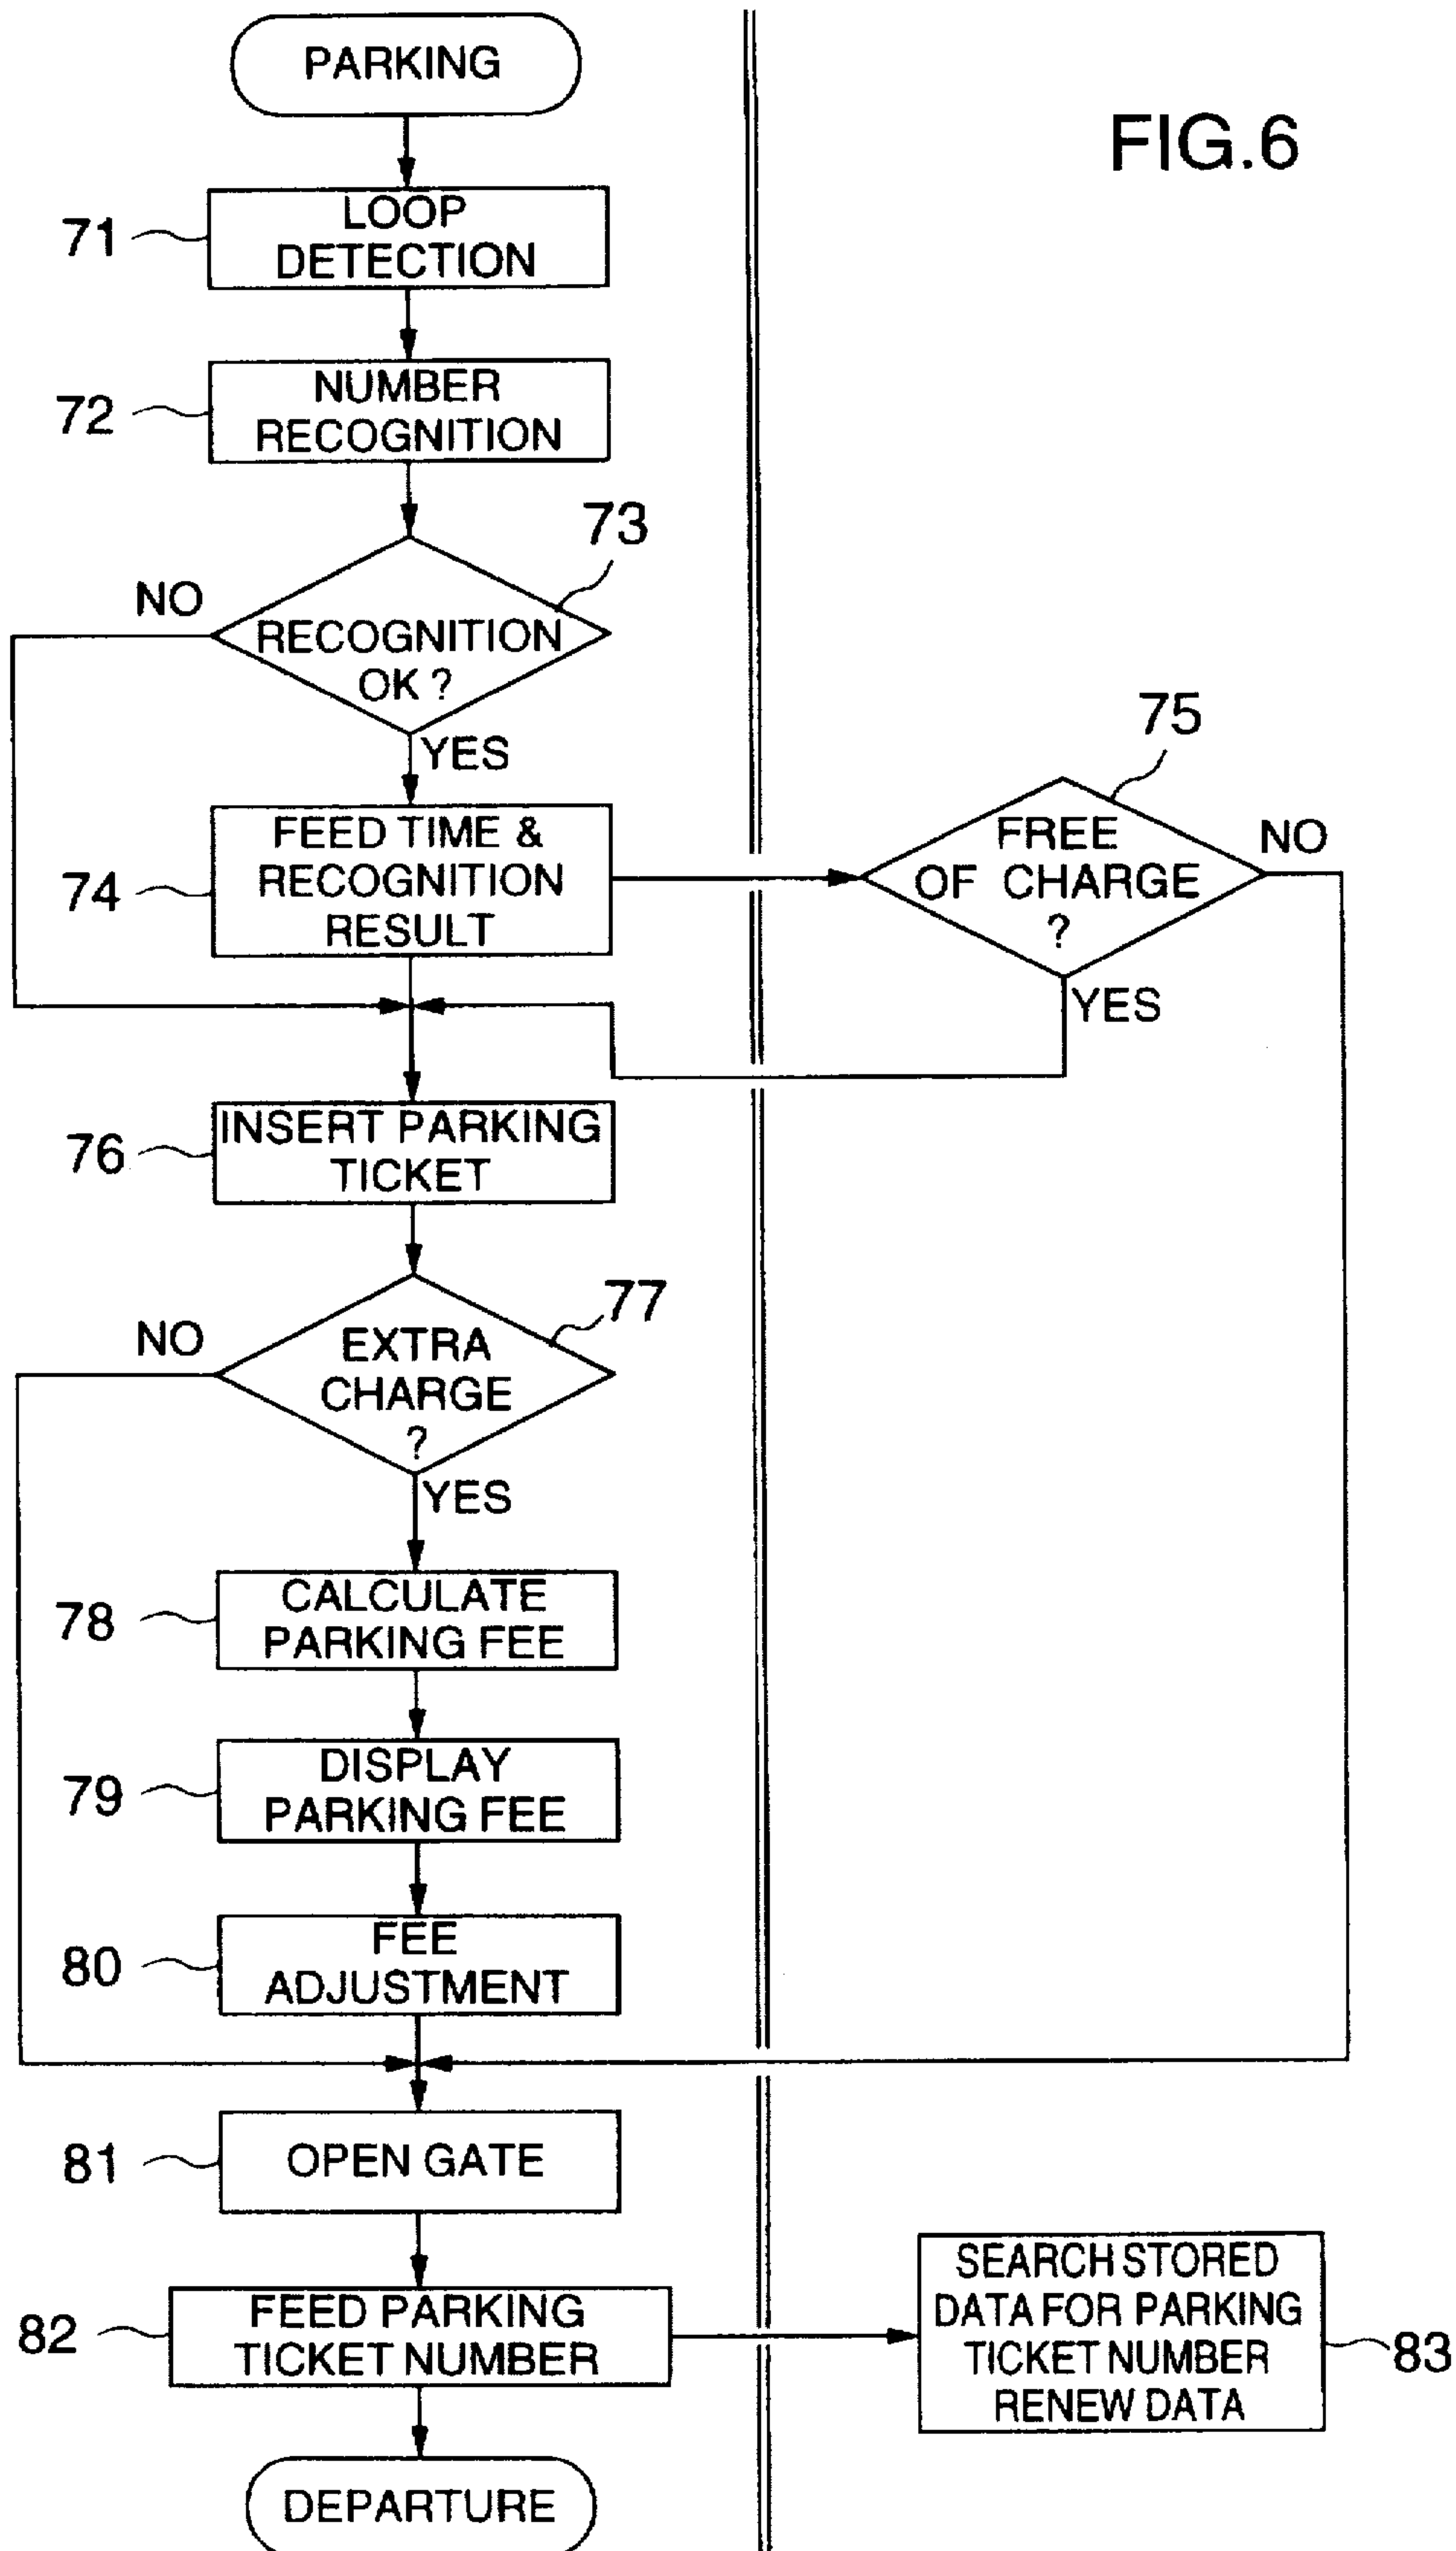 PARKING
FIG.6
71
LOOP
DETECTION
72
NUMBER
RECOGNITION
73
NO
RECOGNITION
OK ?
YES
75
74
FEED TIME &
RECOGNITION
RESULT
FREE
OF CHARGE
?
NO
YES
76
INSERT PARKING
TICKET
77
NO
EXTRA
CHARGE
?
YES
78
CALCULATE
PARKING FEE
79
DISPLAY
PARKING FEE
80
FEE
ADJUSTMENT
81
OPEN GATE
82
FEED PARKING
TICKET NUMBER
SEARCH STORED
DATA FOR PARKING
TICKET NUMBER
RENEW DATA
83
DEPARTURE